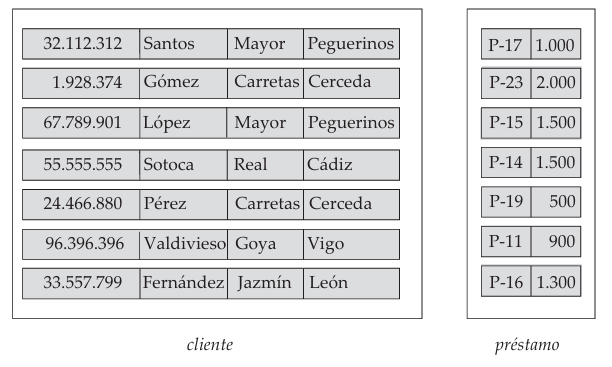 32.112.312 Santos Mayor Peguerinos
1.928.374 Gómez Carretas Cerceda
67.789.901 López Mayor Peguerinos
55.555.555 Sotoca Real Cádiz
24.466.880 Pérez Carretas Cerceda
96.396.396 Valdivieso Goya Vigo
33.557.799 Fernández Jazmín León
cliente
P-17 1.000
P-23 2.000
P-15 1.500
P-14 1.500
P-19 500
P-11 900
P-16 1.300
préstamo